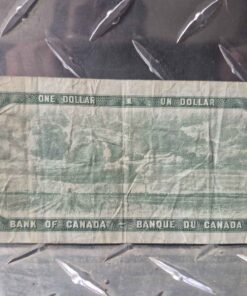 ONE DOLLAR UN DOLLAR
BANK OF CANADA — BANQUE DU CANADA